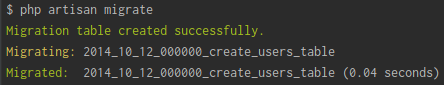 $ php artisan migrate
Migration table created successfully.
Migrating: 2014_10_12_000000_create_users_table
Migrated:  2014_10_12_000000_create_users_table (0.04 seconds)